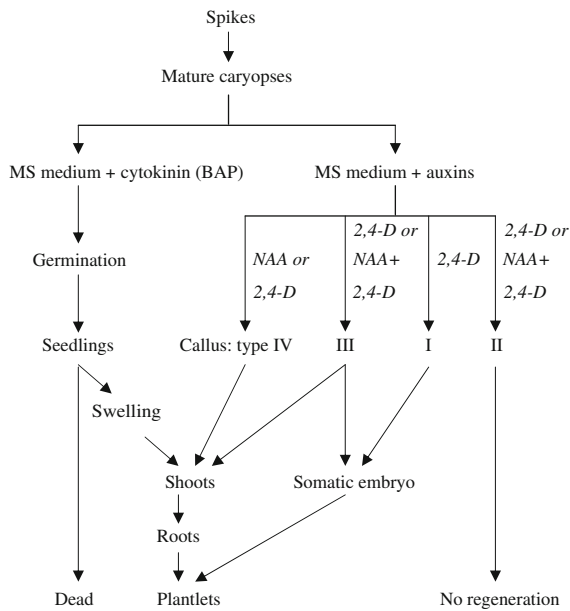 Spikes
Mature caryopses
MS medium + cytokinin (BAP)
MS medium + auxins
NAA or
2,4-D
2,4-D or
NAA+
2,4-D
2,4-D
2,4-D or
NAA+
2,4-D
Germination
Seedlings
Callus: type IV
III
I
II
Swelling
Shoots
Somatic embryo
Roots
Dead
Plantlets
No regeneration